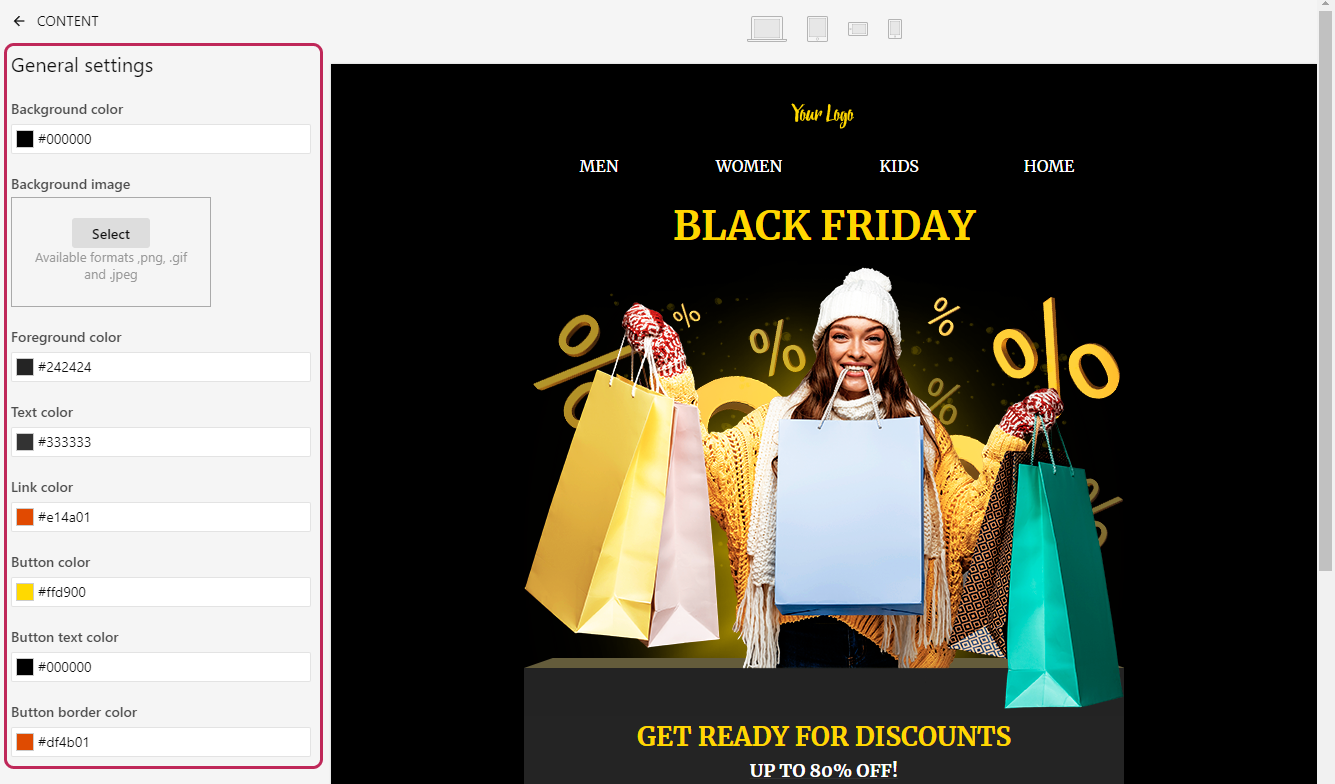 CONTENT
General settings
Background color
#000000
Background image
Select
Available formats ,png, .gif
and .jpeg
Foreground color
#242424
Text color
#333333
Link color
#e14a01
Button color
#ffd900
Button text color
#000000
Button border color
#df4b01
Your Logo
MEN WOMEN KIDS HOME
BLACK FRIDAY
% % % % % % %
GET READY FOR DISCOUNTS
UP TO 80% OFF!